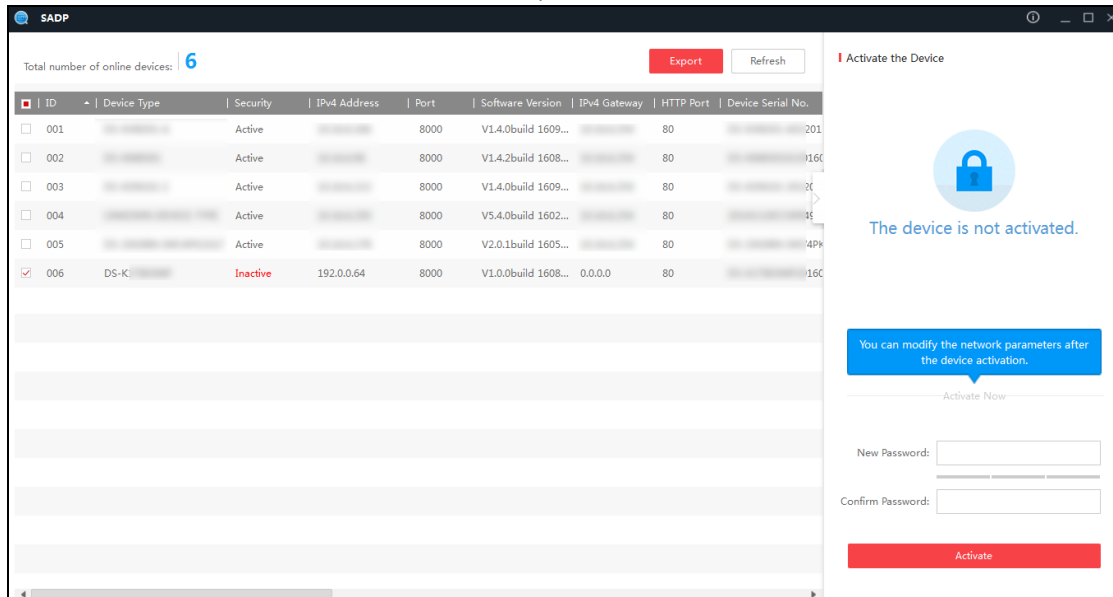 SADP
Total number of online devices: 6
Export
Refresh
ID | Device Type | Security | IPv4 Address | Port | Software Version | IPv4 Gateway | HTTP Port | Device Serial No.
001 Active 8000 V1.4.0build 1609... 80 201
002 Active 8000 V1.4.2build 1608... 80 160
003 Active 8000 V1.4.0build 1609... 80
004 Active 8000 V5.4.0build 1602... 80
005 Active 8000 V2.0.1build 1605... 80
006 DS-K Inactive 192.0.0.64 8000 V1.0.0build 1608... 0.0.0.0 80 160
Activate the Device
The device is not activated.
You can modify the network parameters after
the device activation.
Activate Now
New Password:
Confirm Password:
Activate